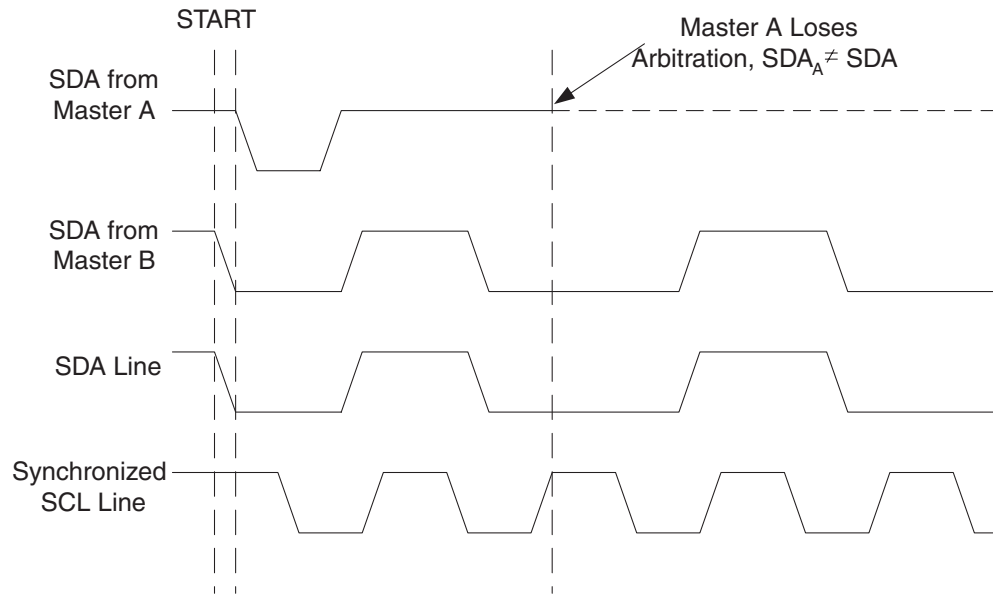 START
Master A Loses
Arbitration, SDA_A ≠ SDA
SDA from
Master A
SDA from
Master B
SDA Line
Synchronized
SCL Line